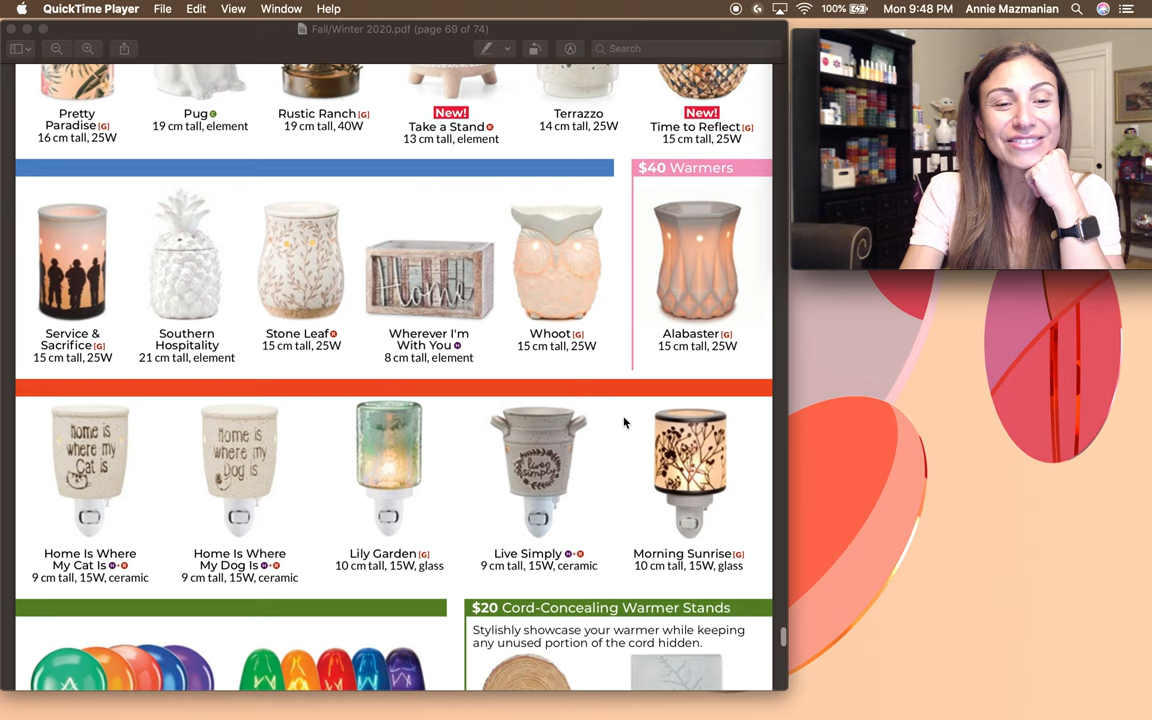 QuickTime Player File Edit View Window Help 100% Mon 9:48 PM Annie Mazmanian
Fall/Winter 2020.pdf (page 69 of 74)
Search
Pretty
Paradise [G]
16 cm tall, 25W
Pug C
19 cm tall, element
Rustic Ranch [G]
19 cm tall, 40W
New!
Take a Stand R
13 cm tall, element
Terrazzo
14 cm tall, 25W
New!
Time to Reflect [G]
15 cm tall, 25W
$40 Warmers
Service &
Sacrifice [G]
15 cm tall, 25W
Southern
Hospitality
21 cm tall, element
Stone Leaf R
15 cm tall, 25W
Home
Wherever I'm
With You H
8 cm tall, element
Whoot [G]
15 cm tall, 25W
Alabaster [G]
15 cm tall, 25W
Home is
where my
Cat is
Home Is Where
My Cat Is H+R
9 cm tall, 15W, ceramic
Home is
where my
Dog is
Home Is Where
My Dog Is H+R
9 cm tall, 15W, ceramic
Lily Garden [G]
10 cm tall, 15W, glass
live
simply
Live Simply H+R
9 cm tall, 15W, ceramic
Morning Sunrise [G]
10 cm tall, 15W, glass
$20 Cord-Concealing Warmer Stands
Stylishly showcase your warmer while keeping
any unused portion of the cord hidden.